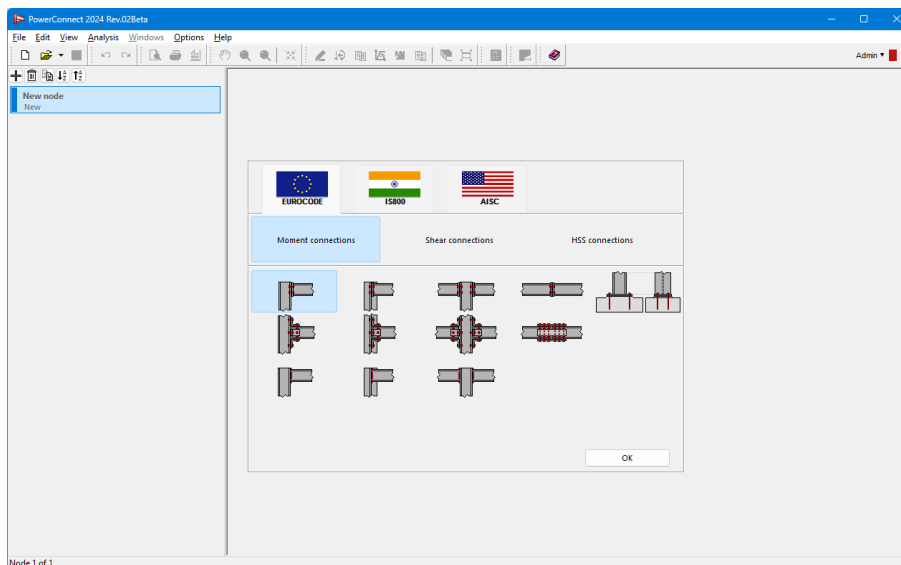 PowerConnect 2024 Rev.02Beta
File Edit View Analysis Windows Options Help
Admin
New node
New
EUROCODE IS800 AISC
Moment connections Shear connections HSS connections
OK
Node 1 of 1